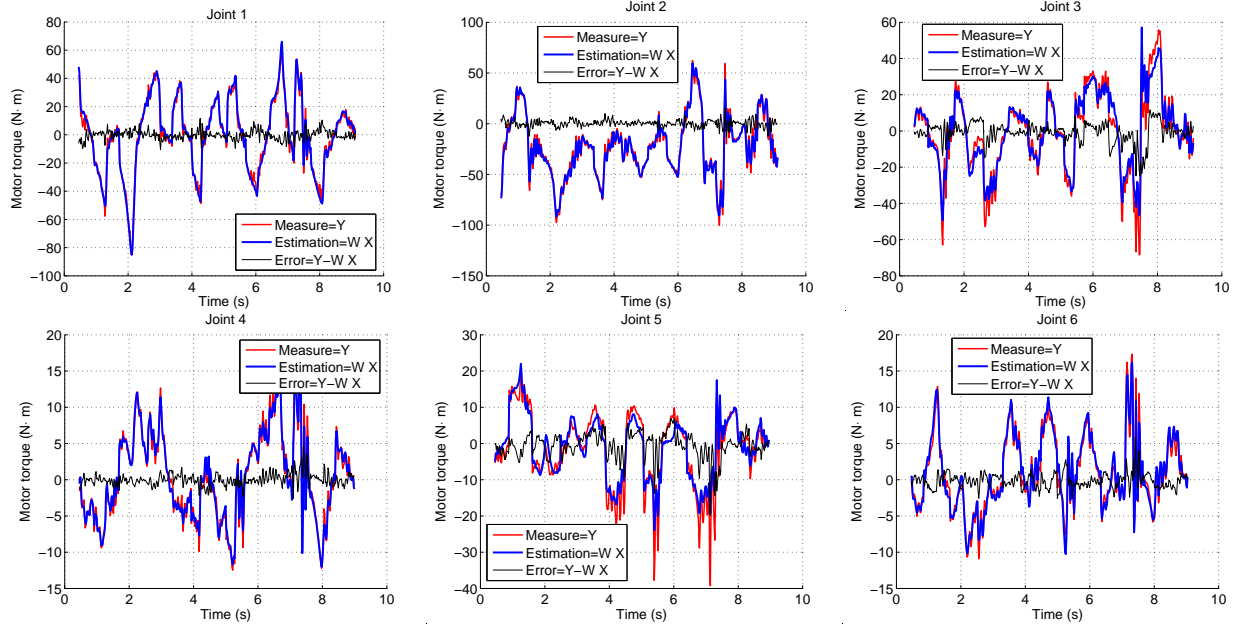 Joint 1
Motor torque (N· m)
80
60
40
20
0
−20
−40
−60
−80
−100
Measure=Y
Estimation=W X
Error=Y−W X
0
2
4
6
8
10
Time (s)
Joint 2
Motor torque (N· m)
100
50
0
−50
−100
−150
Measure=Y
Estimation=W X
Error=Y−W X
0
2
4
6
8
10
Time (s)
Joint 3
Motor torque (N· m)
60
40
20
0
−20
−40
−60
−80
Measure=Y
Estimation=W X
Error=Y−W X
0
2
4
6
8
10
Time (s)
Joint 4
Motor torque (N· m)
20
15
10
5
0
−5
−10
−15
Measure=Y
Estimation=W X
Error=Y−W X
0
2
4
6
8
10
Time (s)
Joint 5
Motor torque (N· m)
30
20
10
0
−10
−20
−30
−40
Measure=Y
Estimation=W X
Error=Y−W X
0
2
4
6
8
10
Time (s)
Joint 6
Motor torque (N· m)
20
15
10
5
0
−5
−10
−15
Measure=Y
Estimation=W X
Error=Y−W X
0
2
4
6
8
10
Time (s)